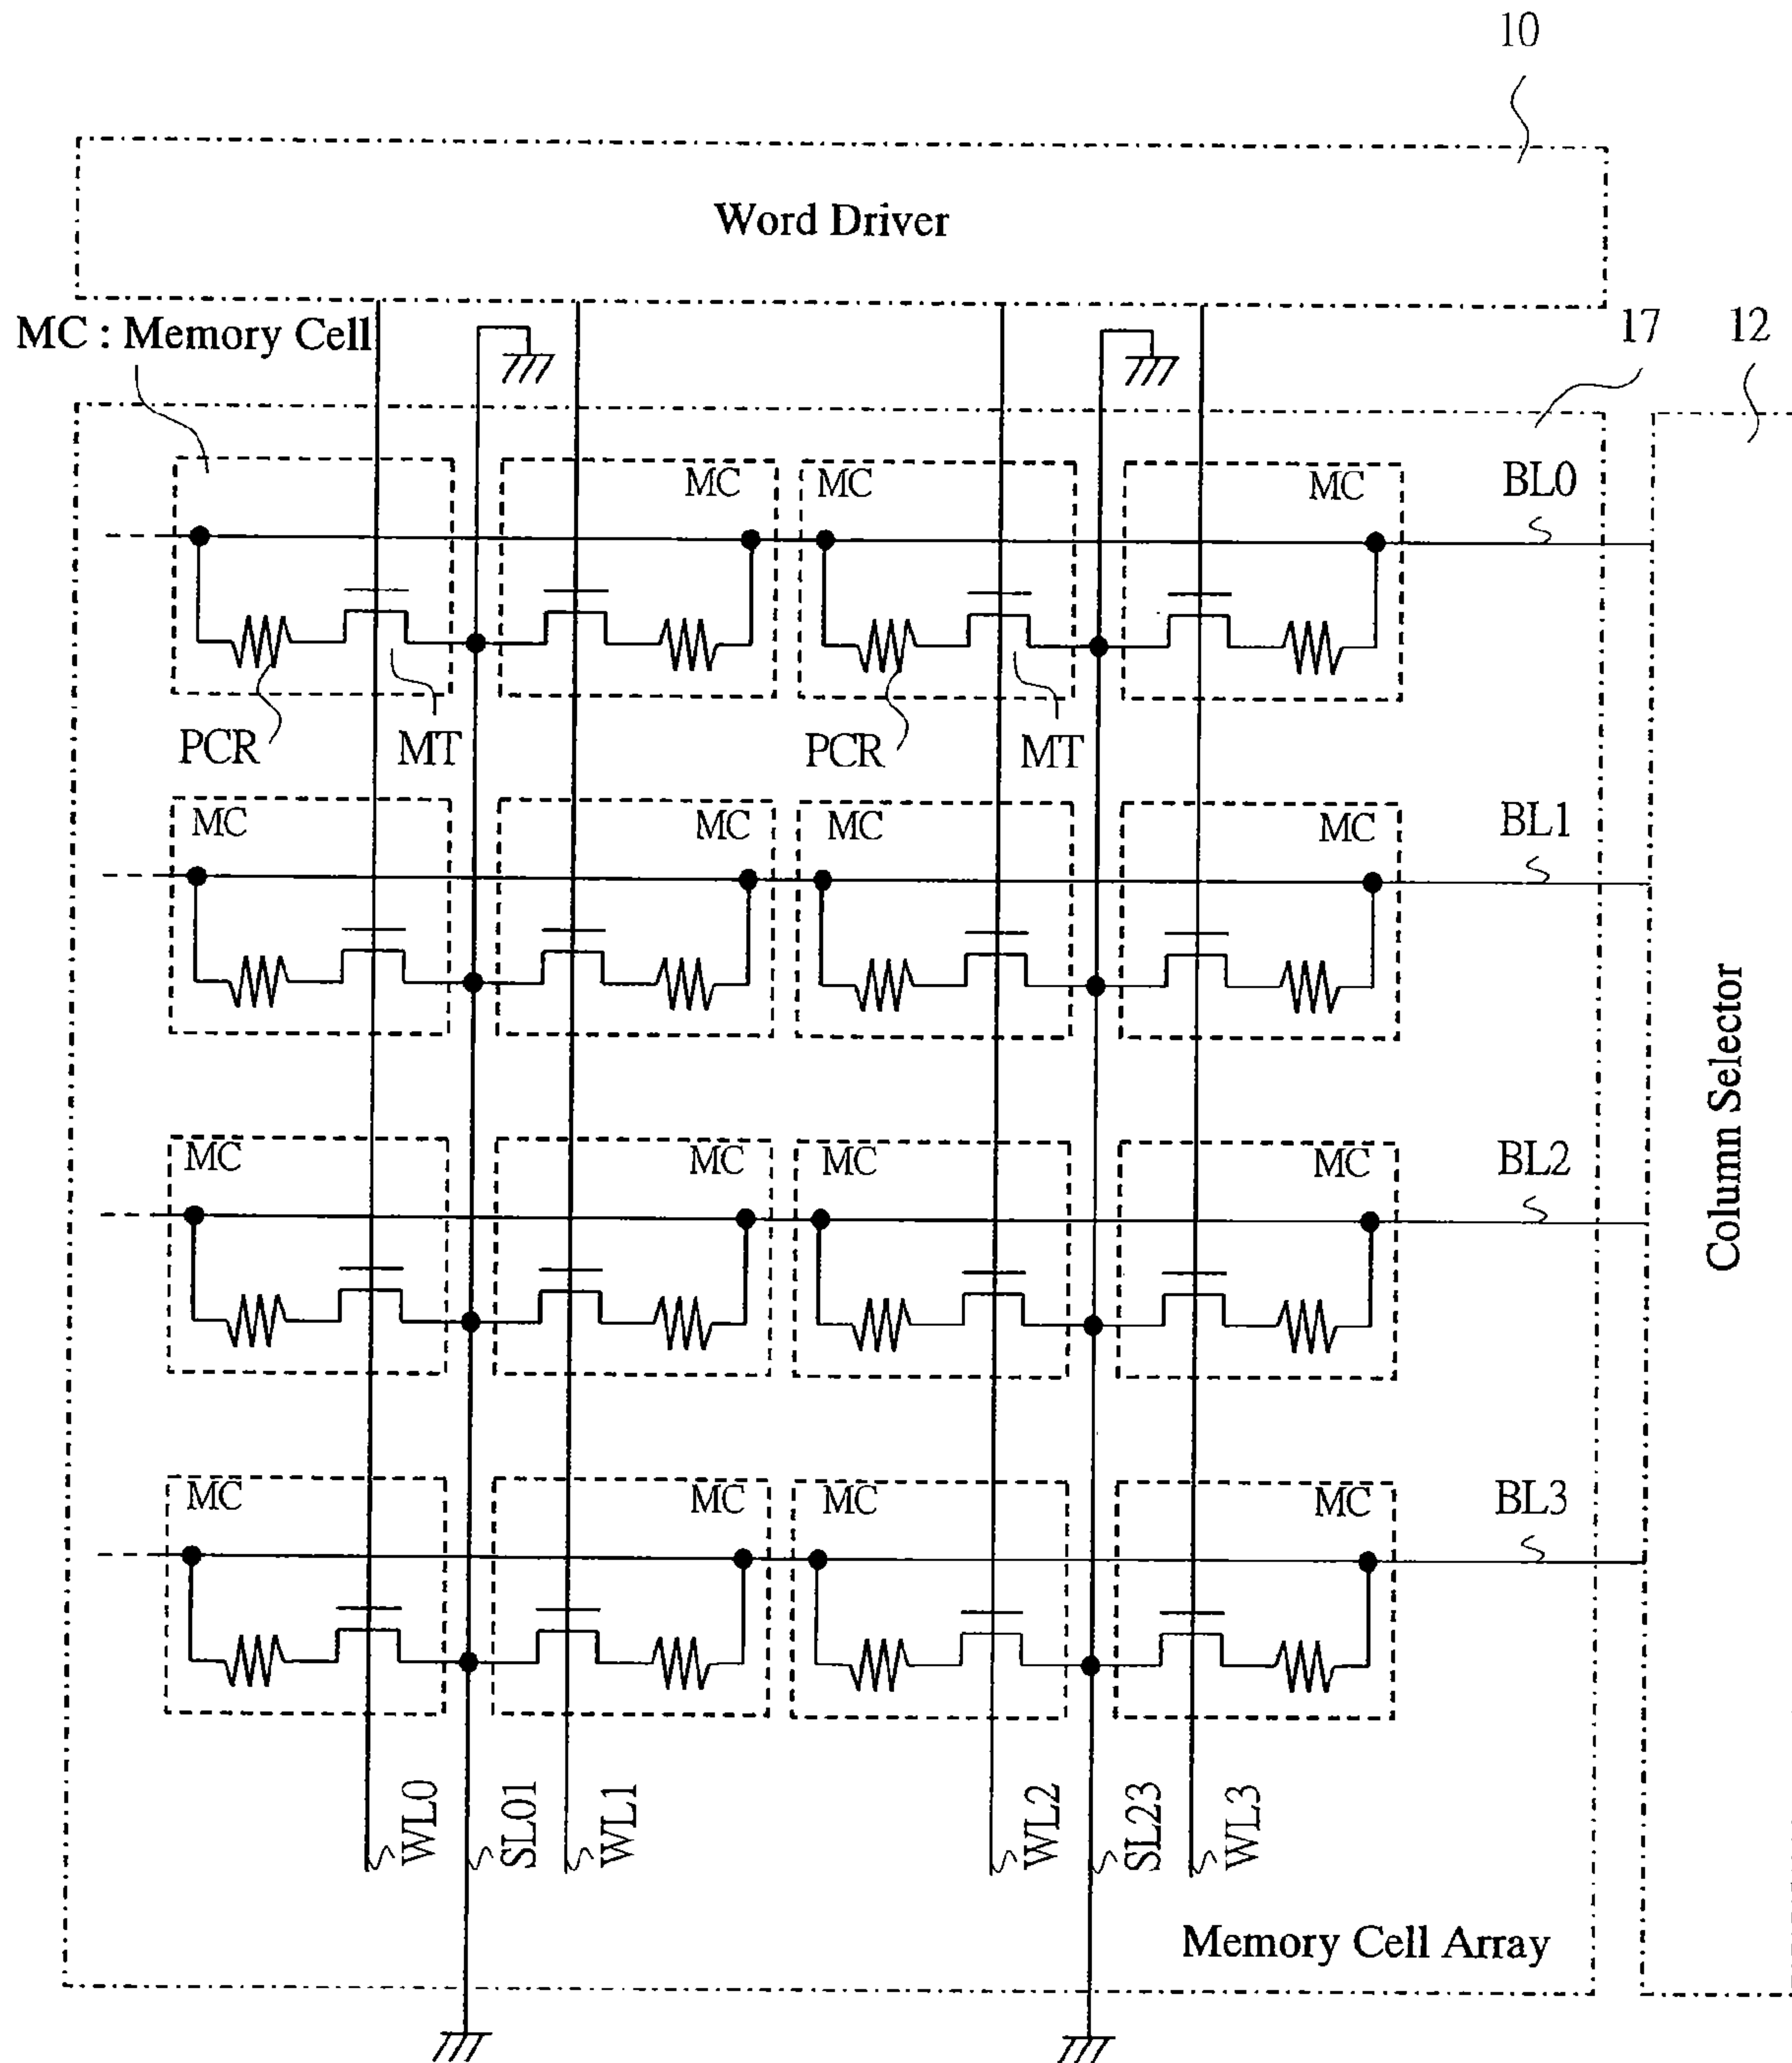 10
Word Driver
MC : Memory Cell
17
12
MC
MC
MC
BL0
PCR
MT
PCR
MT
MC
MC
MC
MC
BL1
Column Selector
MC
MC
MC
MC
BL2
MC
MC
MC
MC
BL3
WL0
SL01
WL1
WL2
SL23
WL3
Memory Cell Array